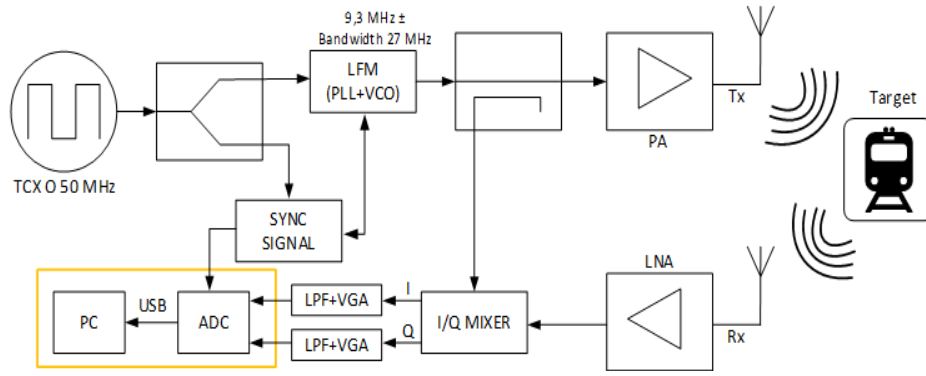 9,3 MHz ±
Bandwidth 27 MHz
LFM
(PLL+VCO)
Tx
Target
PA
TCX O 50 MHz
SYNC
SIGNAL
LNA
USB
LPF+VGA
I
PC
ADC
I/Q MIXER
Q
LPF+VGA
Rx